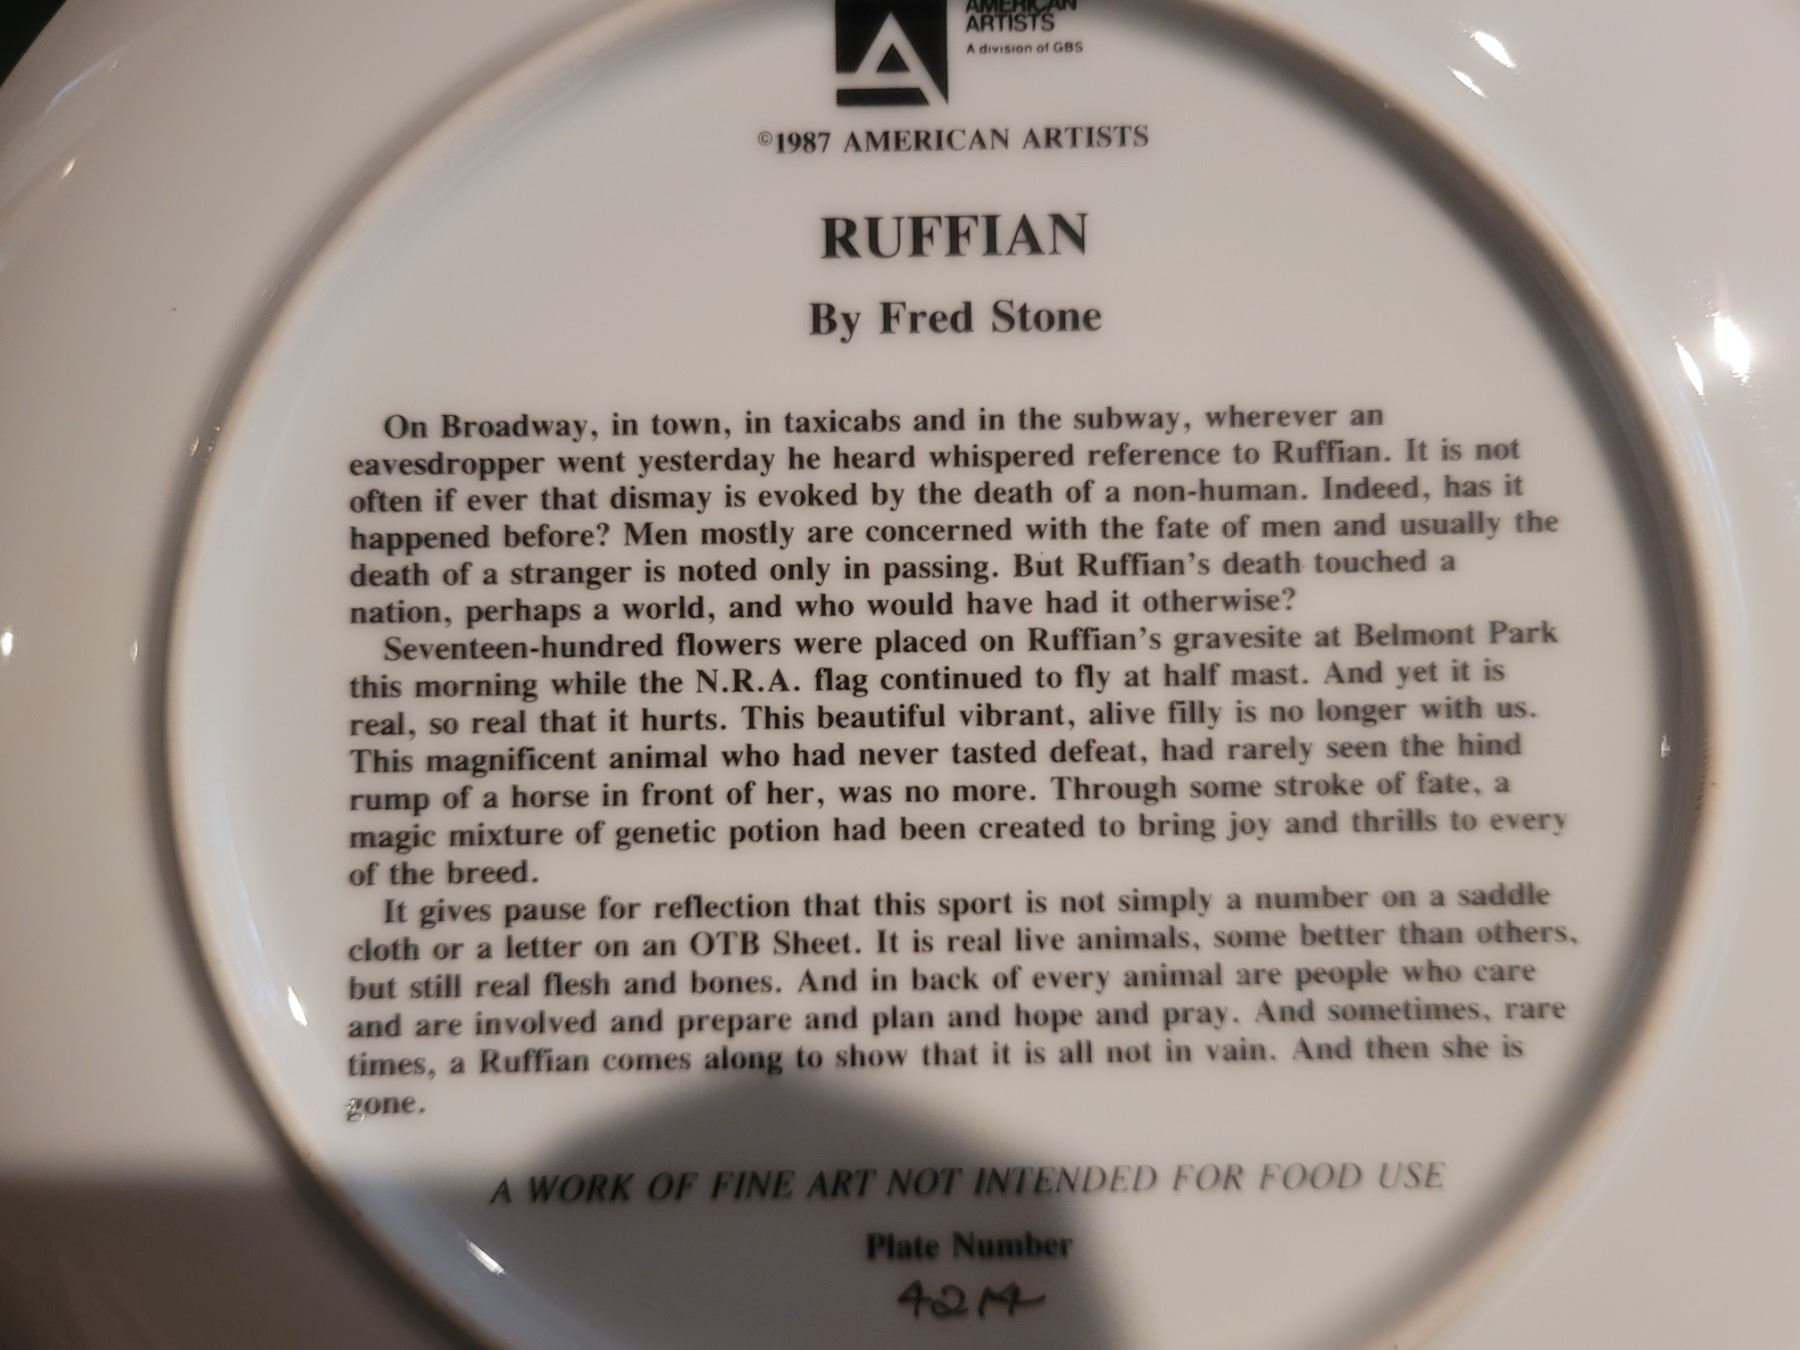 AMERICAN
ARTISTS
A division of GBS
©1987 AMERICAN ARTISTS
RUFFIAN
By Fred Stone
On Broadway, in town, in taxicabs and in the subway, wherever an
eavesdropper went yesterday he heard whispered reference to Ruffian. It is not
often if ever that dismay is evoked by the death of a non-human. Indeed, has it
happened before? Men mostly are concerned with the fate of men and usually the
death of a stranger is noted only in passing. But Ruffian's death touched a
nation, perhaps a world, and who would have had it otherwise?
Seventeen-hundred flowers were placed on Ruffian's gravesite at Belmont Park
this morning while the N.R.A. flag continued to fly at half mast. And yet it is
real, so real that it hurts. This beautiful vibrant, alive filly is no longer with us.
This magnificent animal who had never tasted defeat, had rarely seen the hind
rump of a horse in front of her, was no more. Through some stroke of fate, a
magic mixture of genetic potion had been created to bring joy and thrills to every
of the breed.
It gives pause for reflection that this sport is not simply a number on a saddle
cloth or a letter on an OTB Sheet. It is real live animals, some better than others,
but still real flesh and bones. And in back of every animal are people who care
and are involved and prepare and plan and hope and pray. And sometimes, rare
times, a Ruffian comes along to show that it is all not in vain. And then she is
gone.
A WORK OF FINE ART NOT INTENDED FOR FOOD USE
Plate Number